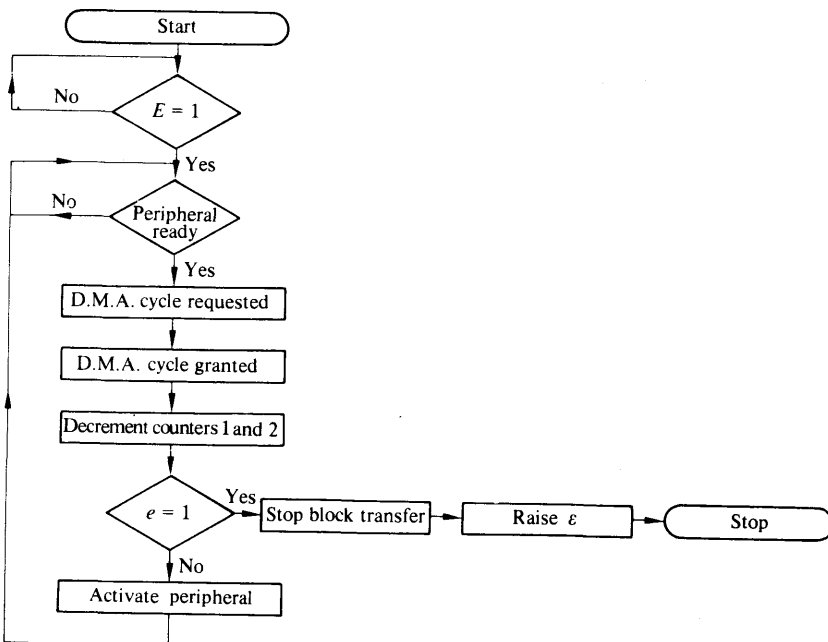 Start
E = 1
No
Yes
No
Peripheral
ready
Yes
D.M.A. cycle requested
D.M.A. cycle granted
Decrement counters 1 and 2
e = 1
Yes
Stop block transfer
Raise ε
Stop
No
Activate peripheral